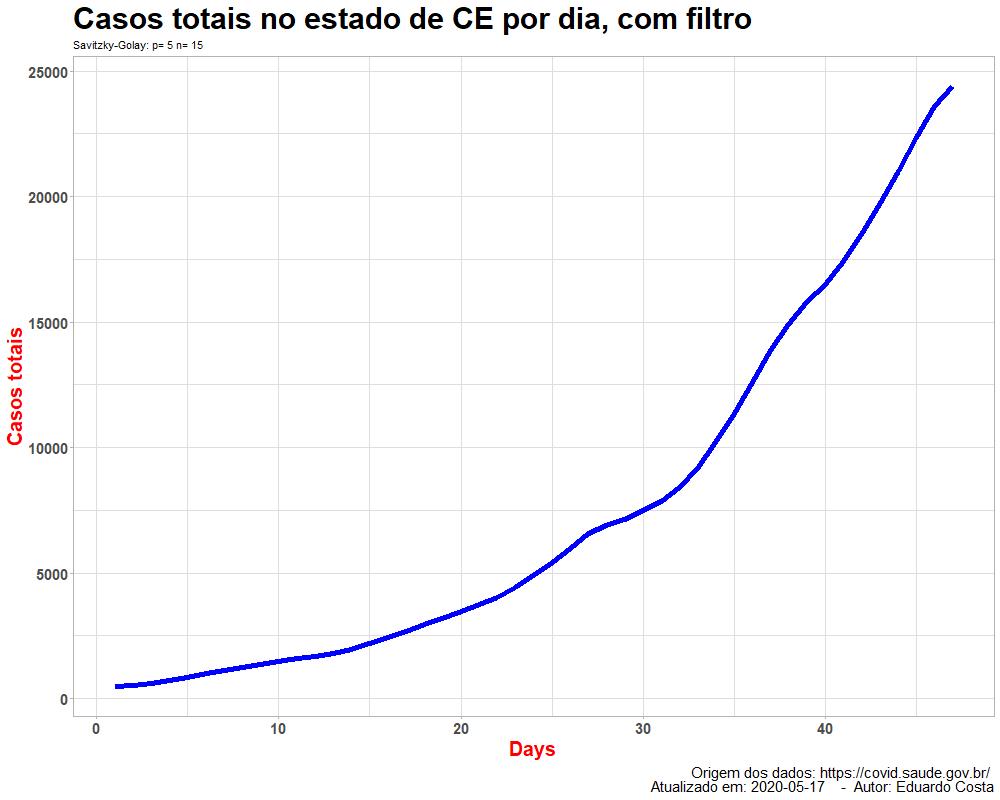 Casos totais no estado de CE por dia, com filtro
Savitzky-Golay: p= 5 n= 15
25000
20000
15000
10000
5000
0
Casos totais
0 10 20 30 40
Days
Origem dos dados: https://covid.saude.gov.br/
Atualizado em: 2020-05-17 - Autor: Eduardo Costa